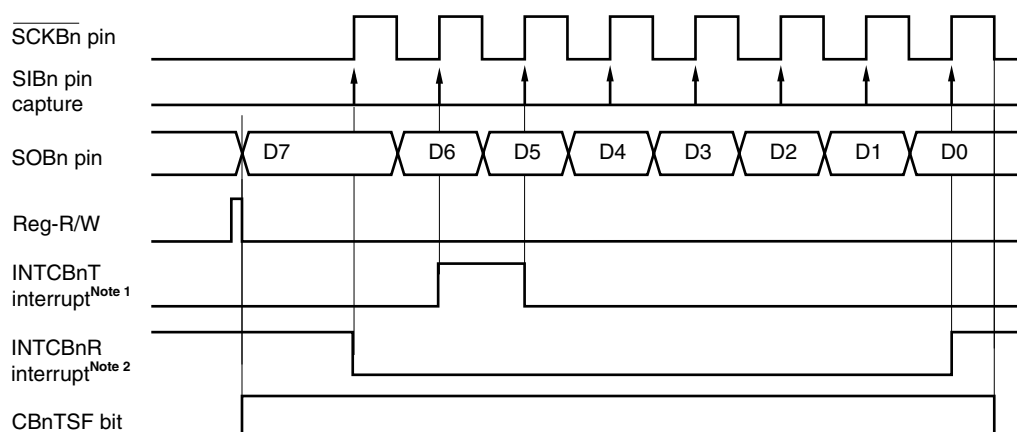 SCKBn pin
SIBn pin
capture
SOBn pin
D7
D6
D5
D4
D3
D2
D1
D0
Reg-R/W
INTCBnT
interruptNote 1
INTCBnR
interruptNote 2
CBnTSF bit